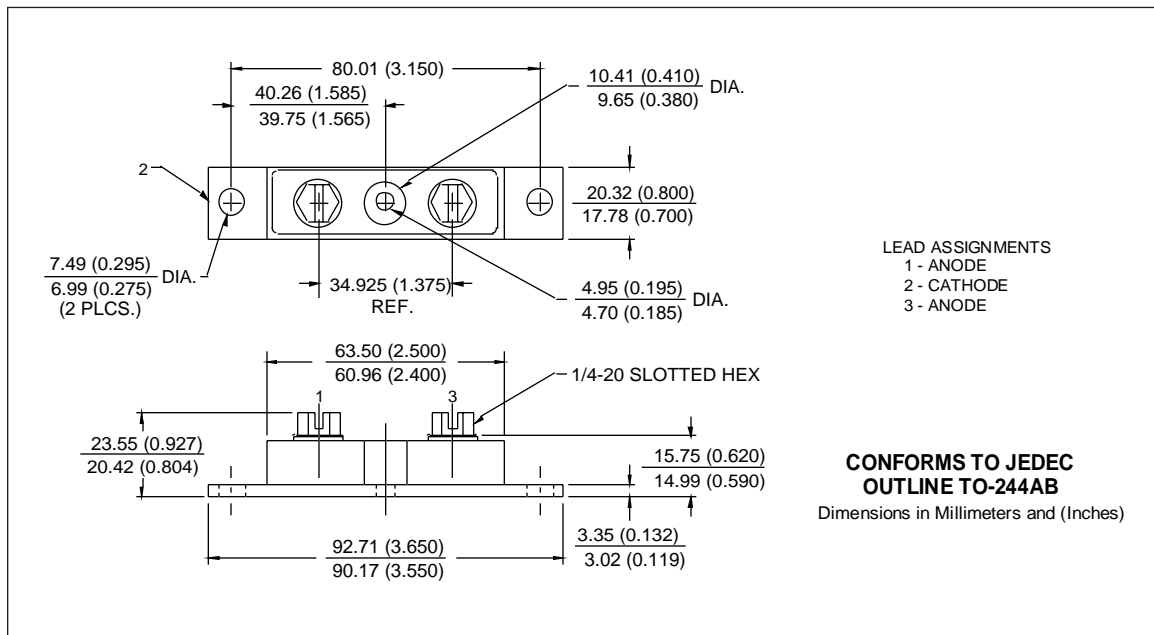 80.01 (3.150)
40.26 (1.585)
39.75 (1.565)
10.41 (0.410)
9.65 (0.380)
DIA.
2
20.32 (0.800)
17.78 (0.700)
7.49 (0.295)
6.99 (0.275)
DIA.
(2 PLCS.)
34.925 (1.375)
REF.
4.95 (0.195)
4.70 (0.185)
DIA.
LEAD ASSIGNMENTS
1 - ANODE
2 - CATHODE
3 - ANODE
63.50 (2.500)
60.96 (2.400)
1/4-20 SLOTTED HEX
1
3
23.55 (0.927)
20.42 (0.804)
15.75 (0.620)
14.99 (0.590)
CONFORMS TO JEDEC
OUTLINE TO-244AB
Dimensions in Millimeters and (Inches)
92.71 (3.650)
90.17 (3.550)
3.35 (0.132)
3.02 (0.119)